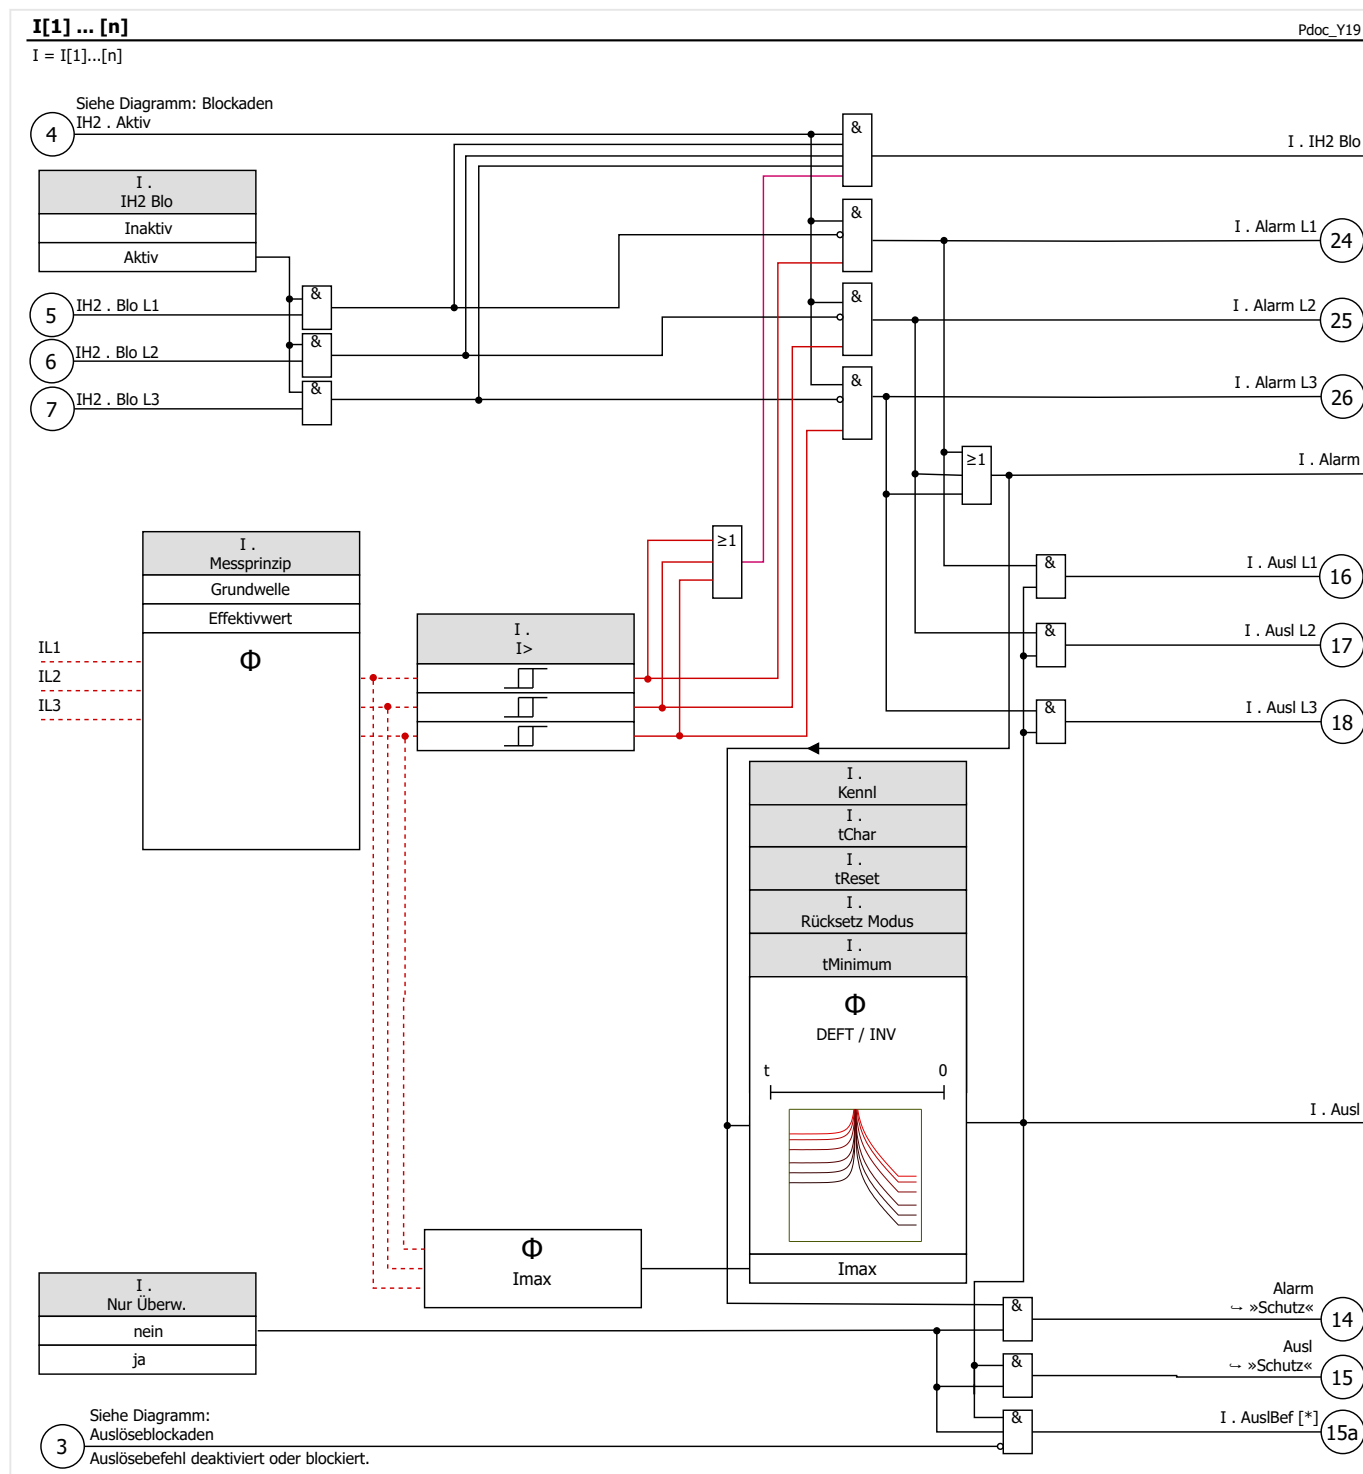 I[1] ... [n]
Pdoc_Y19
I = I[1]...[n]
Siehe Diagramm: Blockaden
4
IH2 . Aktiv
&
I . IH2 Blo
I .
IH2 Blo
Inaktiv
Aktiv
&
I . Alarm L1
24
5
IH2 . Blo L1
&
&
I . Alarm L2
25
6
IH2 . Blo L2
&
&
I . Alarm L3
26
7
IH2 . Blo L3
&
≥1
I . Alarm
I .
Messprinzip
Grundwelle
Effektivwert
Φ
IL1
IL2
IL3
≥1
I .
I>
&
I . Ausl L1
16
&
I . Ausl L2
17
&
I . Ausl L3
18
I .
Kennl
I .
tChar
I .
tReset
I .
Rücksetz Modus
I .
tMinimum
Φ
DEFT / INV
t 0
I . Ausl
Imax
Φ
Imax
I .
Nur Überw.
nein
ja
&
Alarm
↪ »Schutz«
14
&
Ausl
↪ »Schutz«
15
&
I . AuslBef [*]
15a
3
Siehe Diagramm:
Auslöseblockaden
Auslösebefehl deaktiviert oder blockiert.